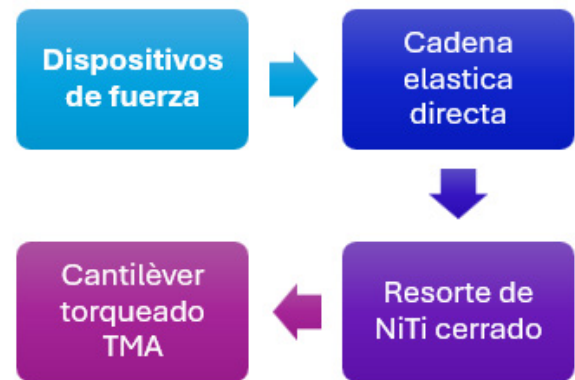 Dispositivos
de fuerza
Cadena
elastica
directa
Resorte de
NiTi cerrado
Cantilèver
torqueado
TMA